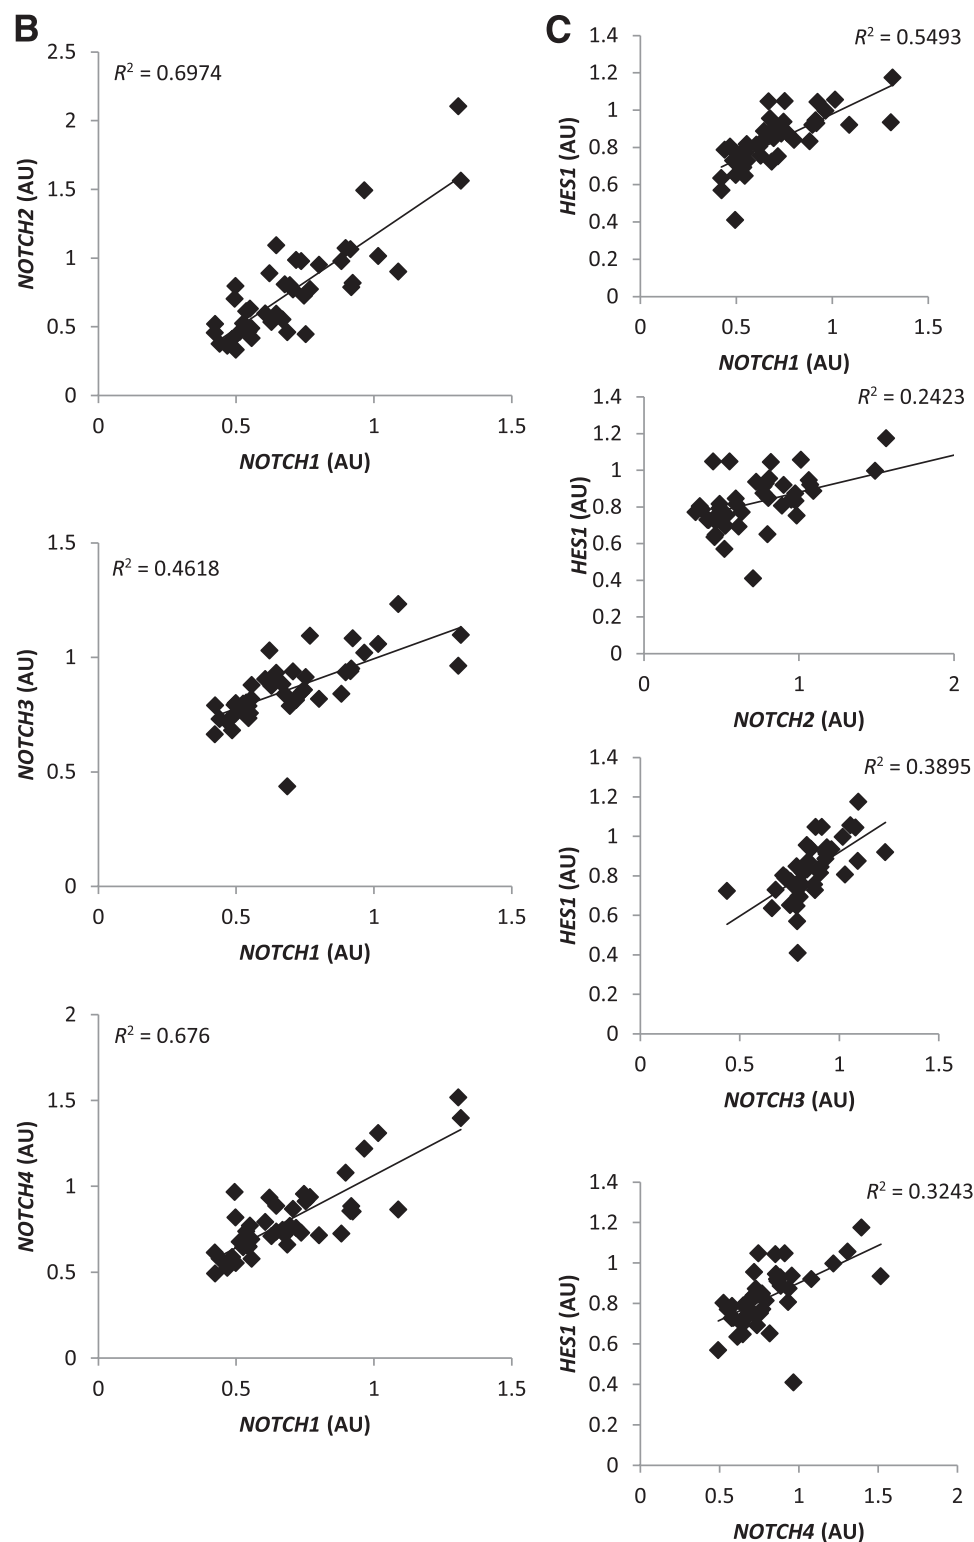 B
R² = 0.6974
2.5
2
1.5
1
0.5
0
NOTCH2 (AU)
0 0.5 1 1.5
NOTCH1 (AU)
R² = 0.4618
1.5
1
0.5
0
NOTCH3 (AU)
0 0.5 1 1.5
NOTCH1 (AU)
R² = 0.676
2
1.5
1
0.5
0
NOTCH4 (AU)
0 0.5 1 1.5
NOTCH1 (AU)
C
R² = 0.5493
1.4
1.2
1
0.8
0.6
0.4
0.2
0
HES1 (AU)
0 0.5 1 1.5
NOTCH1 (AU)
R² = 0.2423
1.4
1.2
1
0.8
0.6
0.4
0.2
0
HES1 (AU)
0 1 2
NOTCH2 (AU)
R² = 0.3895
1.4
1.2
1
0.8
0.6
0.4
0.2
0
HES1 (AU)
0 0.5 1 1.5
NOTCH3 (AU)
R² = 0.3243
1.4
1.2
1
0.8
0.6
0.4
0.2
0
HES1 (AU)
0 0.5 1 1.5 2
NOTCH4 (AU)